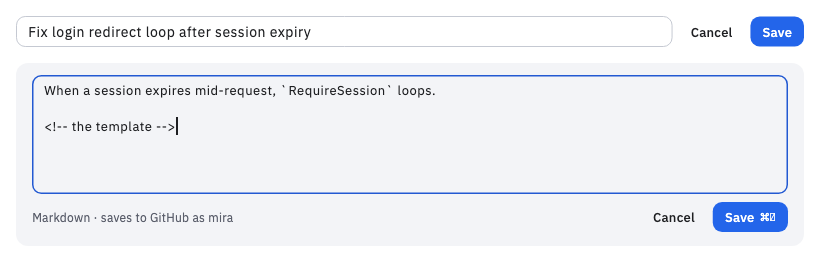 Fix login redirect loop after session expiry
Cancel
Save
When a session expires mid-request, `RequireSession` loops.
<!-- the template -->
Markdown · saves to GitHub as mira
Cancel
Save ⌘